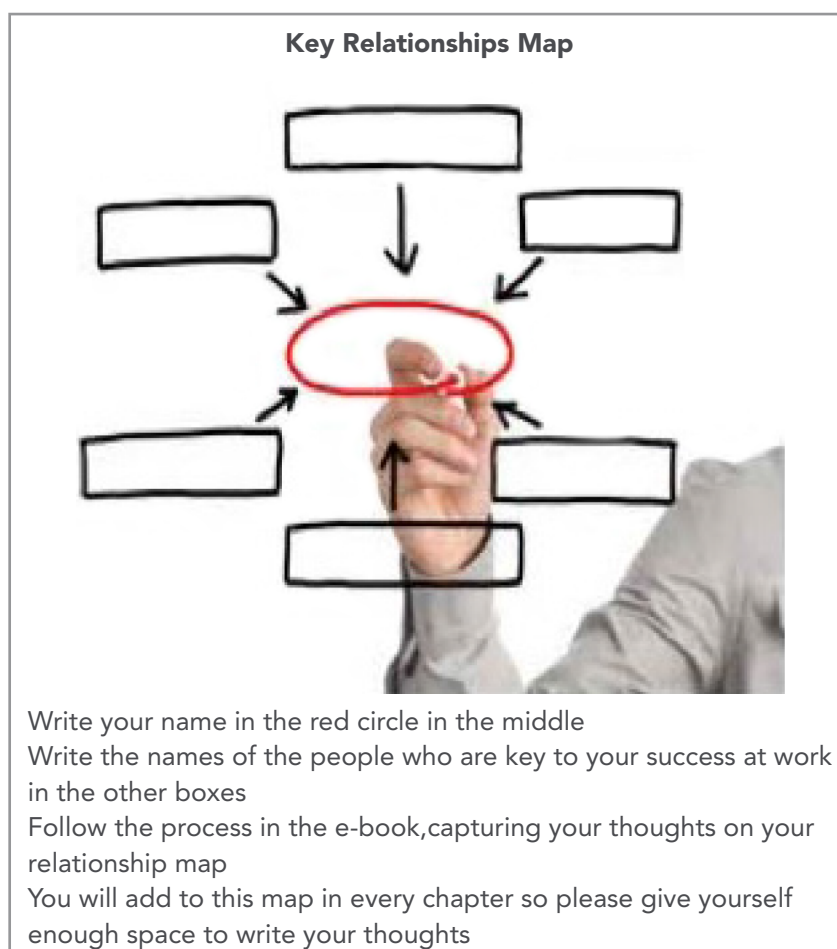 Key Relationships Map
Write your name in the red circle in the middle
Write the names of the people who are key to your success at work
in the other boxes
Follow the process in the e-book,capturing your thoughts on your
relationship map
You will add to this map in every chapter so please give yourself
enough space to write your thoughts